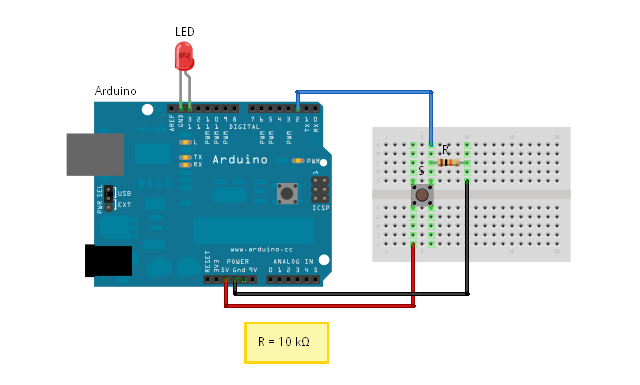 LED
Arduino
AREF
GND
13
12
11
10
9
8
7
6
5
4
3
2
1
0
PWM
PWM
PWM
PWM
PWM
PWM
TX
RX
DIGITAL
L
TX
RX
Arduino
PWR
PWR SEL
USB
EXT
1
ICSP
www.arduino.cc
RESET
3V3
5V
Gnd
9V
POWER
ANALOG IN
0 1 2 3 4 5
R
S
R = 10 kΩ